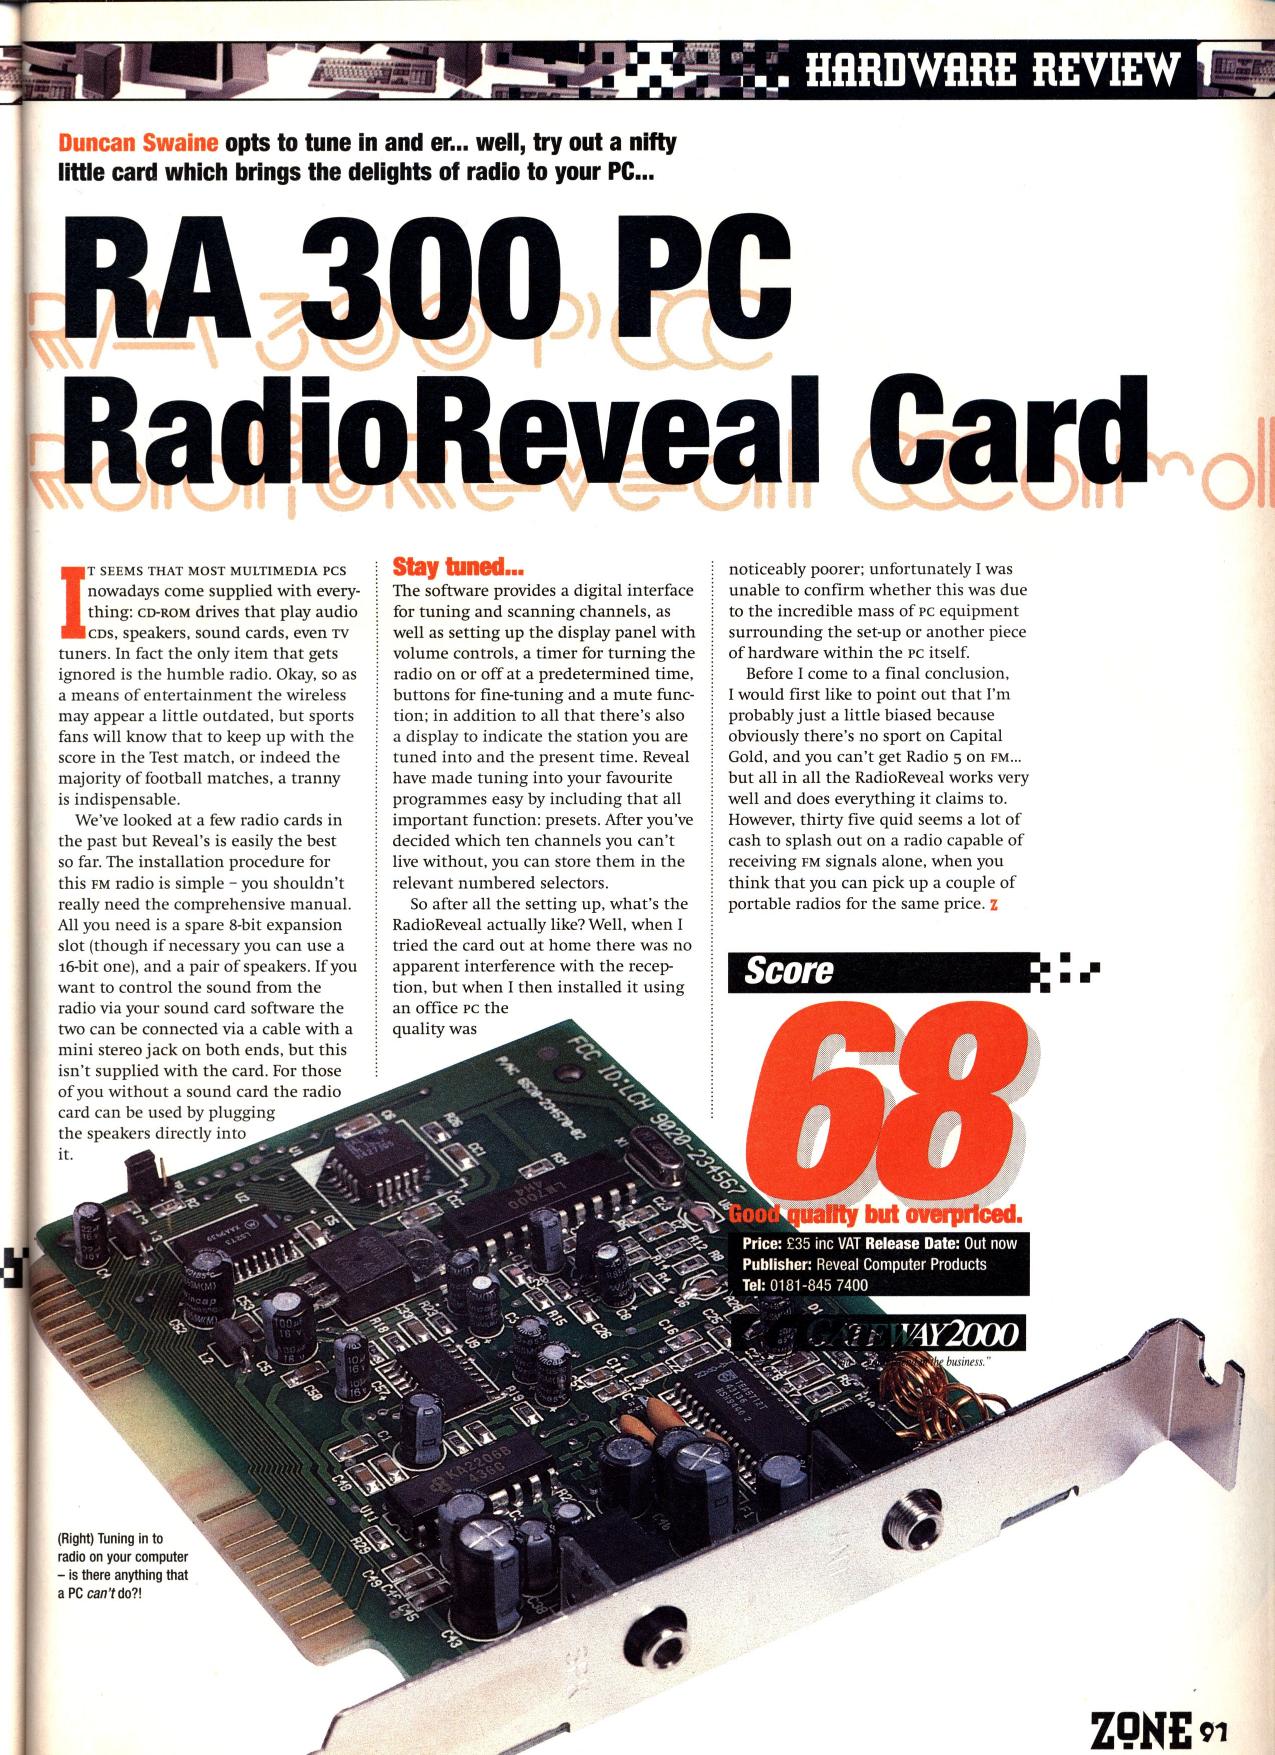 HARDWARE REVIEW
Duncan Swaine opts to tune in and er... well, try out a nifty
little card which brings the delights of radio to your PC...
RA 300 PC
RadioReveal Card
IT SEEMS THAT MOST MULTIMEDIA PCS
nowadays come supplied with every-
thing: CD-ROM drives that play audio
CDS, speakers, sound cards, even TV
tuners. In fact the only item that gets
ignored is the humble radio. Okay, so as
a means of entertainment the wireless
may appear a little outdated, but sports
fans will know that to keep up with the
score in the Test match, or indeed the
majority of football matches, a tranny
is indispensable.
We've looked at a few radio cards in
the past but Reveal's is easily the best
so far. The installation procedure for
this FM radio is simple – you shouldn't
really need the comprehensive manual.
All you need is a spare 8-bit expansion
slot (though if necessary you can use a
16-bit one), and a pair of speakers. If you
want to control the sound from the
radio via your sound card software the
two can be connected via a cable with a
mini stereo jack on both ends, but this
isn't supplied with the card. For those
of you without a sound card the radio
card can be used by plugging
the speakers directly into
it.
Stay tuned...
The software provides a digital interface
for tuning and scanning channels, as
well as setting up the display panel with
volume controls, a timer for turning the
radio on or off at a predetermined time,
buttons for fine-tuning and a mute func-
tion; in addition to all that there's also
a display to indicate the station you are
tuned into and the present time. Reveal
have made tuning into your favourite
programmes easy by including that all
important function: presets. After you've
decided which ten channels you can't
live without, you can store them in the
relevant numbered selectors.
So after all the setting up, what's the
RadioReveal actually like? Well, when I
tried the card out at home there was no
apparent interference with the recep-
tion, but when I then installed it using
an office PC the
quality was
noticeably poorer; unfortunately I was
unable to confirm whether this was due
to the incredible mass of PC equipment
surrounding the set-up or another piece
of hardware within the PC itself.
Before I come to a final conclusion,
I would first like to point out that I'm
probably just a little biased because
obviously there's no sport on Capital
Gold, and you can't get Radio 5 on FM...
but all in all the RadioReveal works very
well and does everything it claims to.
However, thirty five quid seems a lot of
cash to splash out on a radio capable of
receiving FM signals alone, when you
think that you can pick up a couple of
portable radios for the same price. Z
Score
68
Good quality but overpriced.
Price: £35 inc VAT Release Date: Out now
Publisher: Reveal Computer Products
Tel: 0181-845 7400
GATEWAY2000
the business."
FCC ID:LCH 9020-234567
LM7000
KA2206B
(Right) Tuning in to
radio on your computer
– is there anything that
a PC can't do?!
ZONE 91